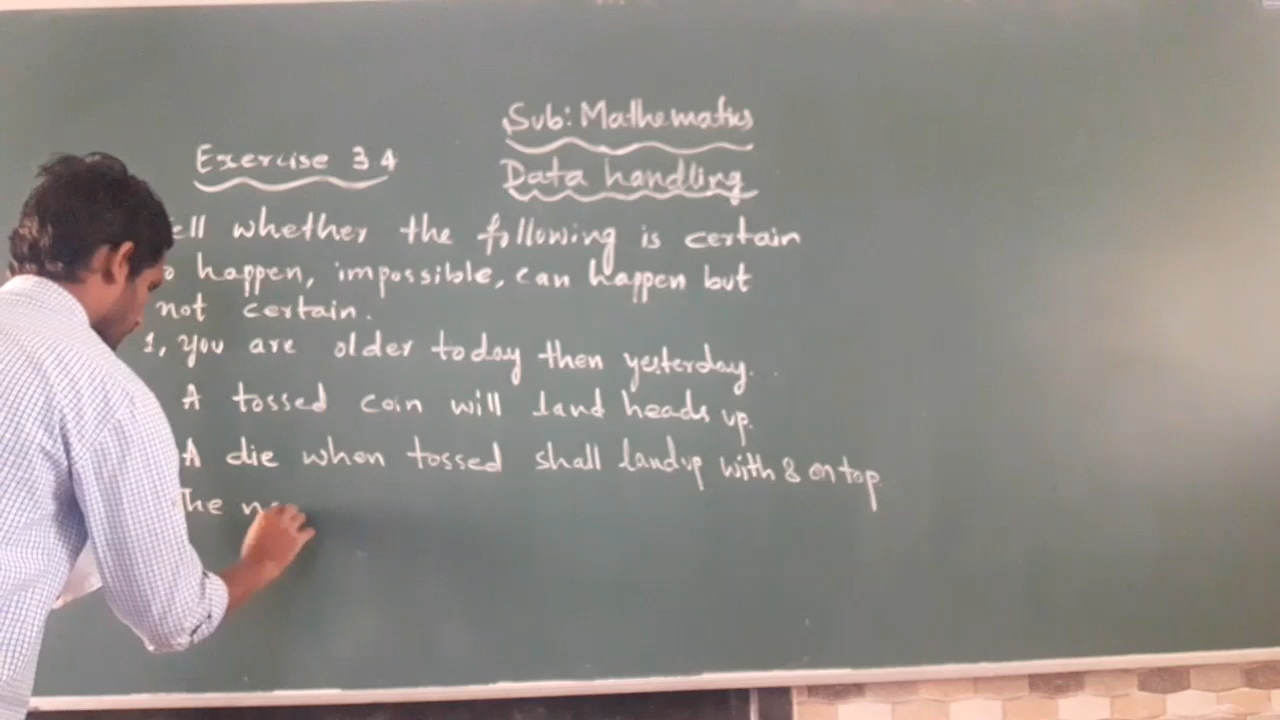 Sub: Mathematics
Exercise 3 4
Data handling
ell whether the following is certain
o happen, impossible, can happen but
not certain.
1, you are older today then yesterday.
A tossed coin will land heads up.
A die when tossed shall landup with 8 on top.
The